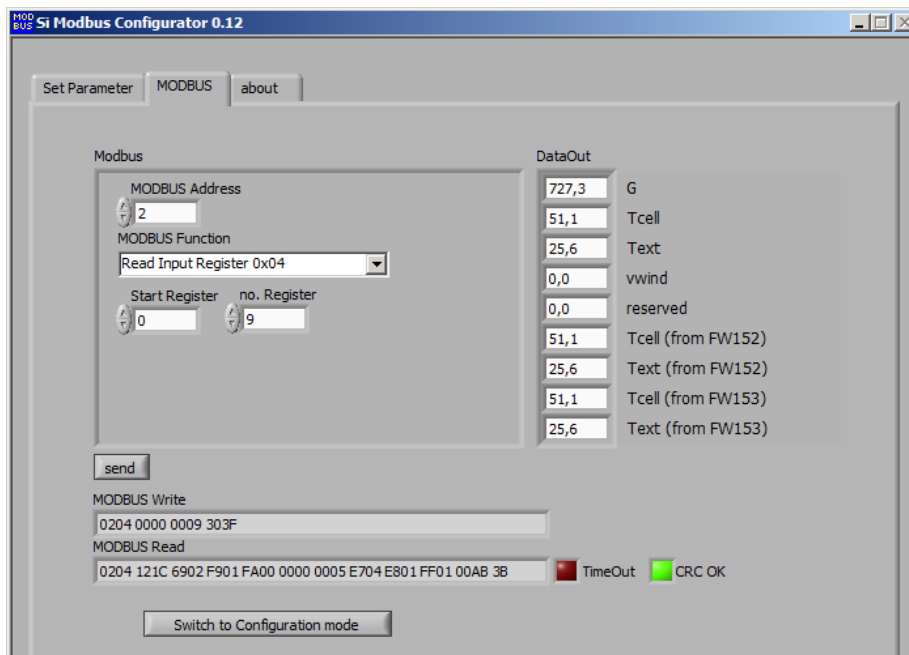 MOD BUS Si Modbus Configurator 0.12
Set Parameter MODBUS about
Modbus
MODBUS Address
2
MODBUS Function
Read Input Register 0x04
Start Register no. Register
0 9
DataOut
727,3 G
51,1 Tcell
25,6 Text
0,0 vwind
0,0 reserved
51,1 Tcell (from FW152)
25,6 Text (from FW152)
51,1 Tcell (from FW153)
25,6 Text (from FW153)
send
MODBUS Write
0204 0000 0009 303F
MODBUS Read
0204 121C 6902 F901 FA00 0000 0005 E704 E801 FF01 00AB 3B TimeOut CRC OK
Switch to Configuration mode